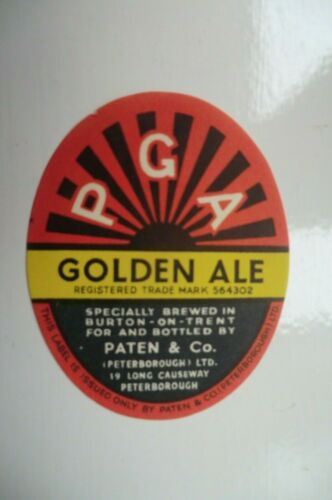 PGA
GOLDEN ALE
REGISTERED TRADE MARK 564302
SPECIALLY BREWED IN
BURTON-ON-TRENT
FOR AND BOTTLED BY
PATEN & Co.
(PETERBOROUGH) LTD.
19 LONG CAUSEWAY
PETERBOROUGH
THIS LABEL IS ISSUED ONLY BY PATEN & CO. (PETERBOROUGH) LTD.